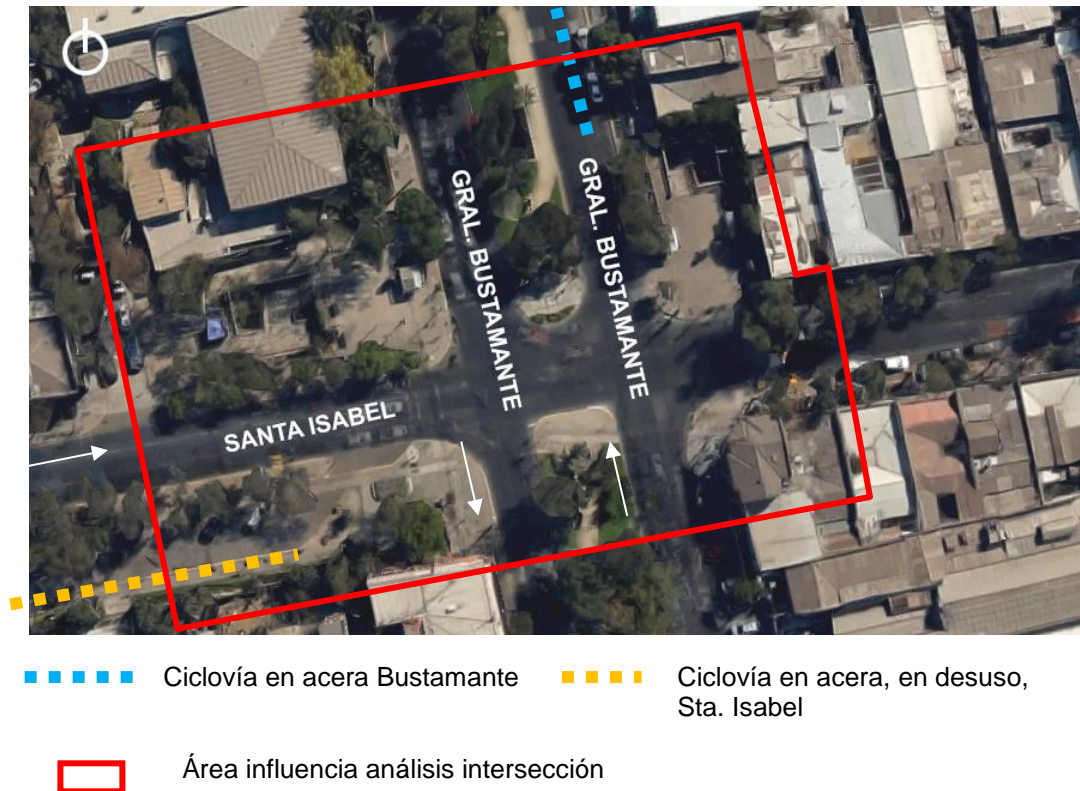 GRAL. BUSTAMANTE
GRAL. BUSTAMANTE
SANTA ISABEL
Ciclovía en acera Bustamante
Ciclovía en acera, en desuso,
Sta. Isabel
Área influencia análisis intersección